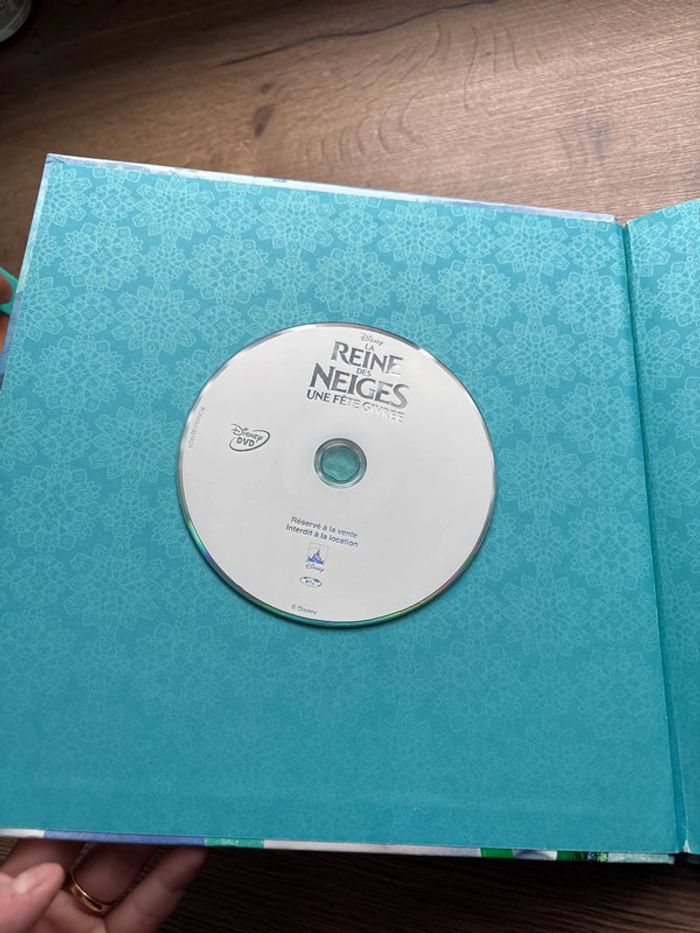 Disney
LA
REINE
DES
NEIGES
UNE FÊTE GIVRÉE
Disney
DVD
Réservé à la vente
Interdit à la location
Disney
© Disney